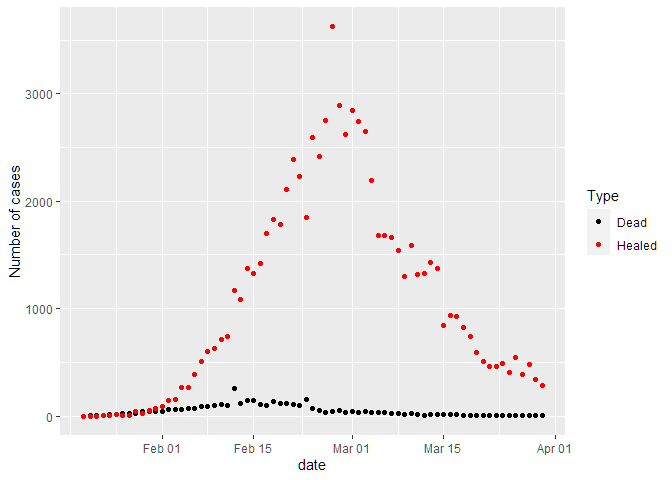 3000
2000
1000
0
Number of cases
Feb 01
Feb 15
Mar 01
Mar 15
Apr 01
date
Type
Dead
Healed